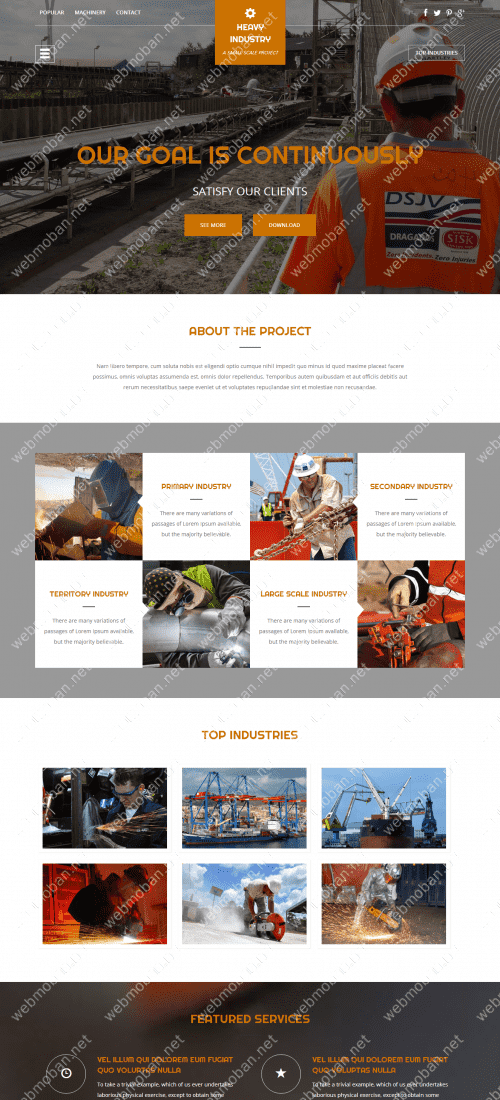 POPULAR MACHINERY CONTACT
HEAVY
INDUSTRY
A SMALL SCALE PROJECT
TOP INDUSTRIES
OUR GOAL IS CONTINUOUSLY
SATISFY OUR CLIENTS
SEE MORE DOWNLOAD
DSJV
DRAGADOS SISK
Zero Accidents, Zero Injuries
ABOUT THE PROJECT
Nam libero tempore, cum soluta nobis est eligendi optio cumque nihil impedit quo minus id quod maxime placeat facere
possimus, omnis voluptas assumenda est, omnis dolor repellendus. Temporibus autem quibusdam et aut officiis debitis aut
rerum necessitatibus saepe eveniet ut et voluptates repudiandae sint et molestiae non recusandae.
PRIMARY INDUSTRY
There are many variations of
passages of Lorem Ipsum available,
but the majority believable.
SECONDARY INDUSTRY
There are many variations of
passages of Lorem Ipsum available,
but the majority believable.
TERRITORY INDUSTRY
There are many variations of
passages of Lorem Ipsum available,
but the majority believable.
LARGE SCALE INDUSTRY
There are many variations of
passages of Lorem Ipsum available,
but the majority believable.
TOP INDUSTRIES
FEATURED SERVICES
VEL ILLUM QUI DOLOREM EUM FUGIAT
QUO VOLUPTAS NULLA
To take a trivial example, which of us ever undertakes
laborious physical exercise, except to obtain some
VEL ILLUM QUI DOLOREM EUM FUGIAT
QUO VOLUPTAS NULLA
To take a trivial example, which of us ever undertakes
laborious physical exercise, except to obtain some
webmoban.net